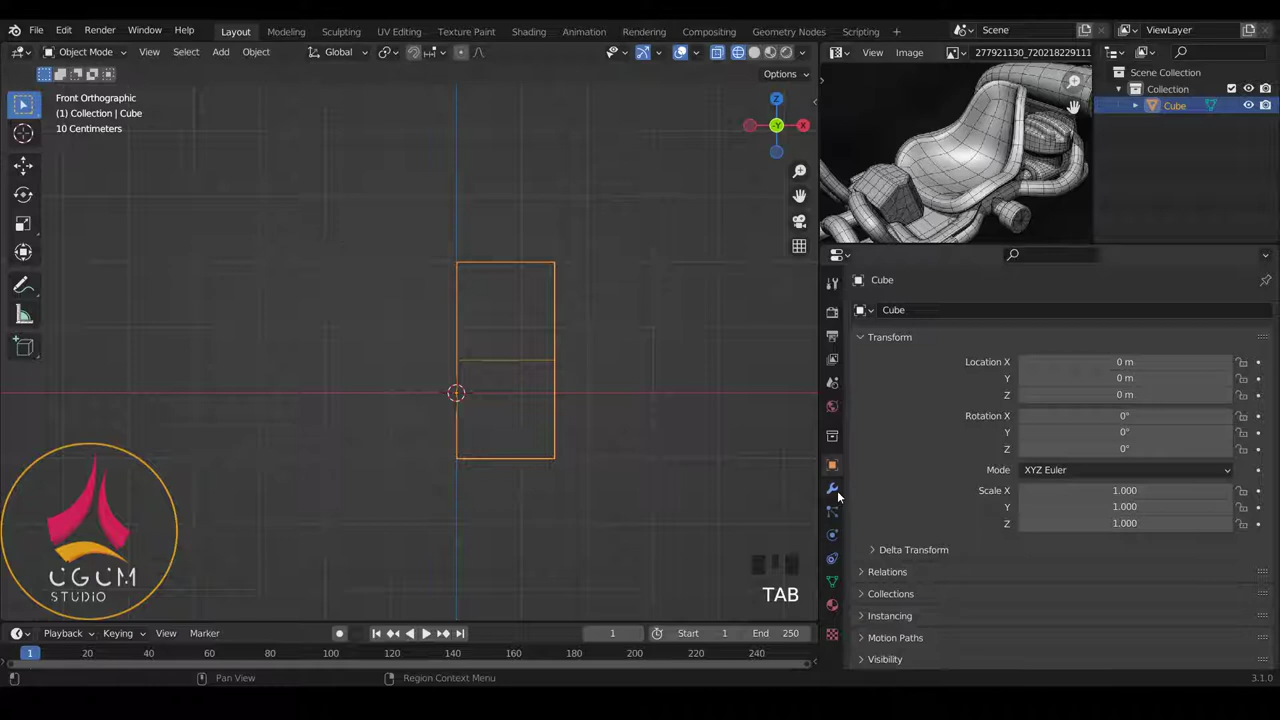 File Edit Render Window Help Layout Modeling Sculpting UV Editing Texture Paint Shading Animation Rendering Compositing Geometry Nodes Scripting + Scene ViewLayer
Object Mode View Select Add Object Global View Image 277921130_720218229111
Options
Front Orthographic
(1) Collection | Cube
10 Centimeters
Z
-Y
X
Scene Collection
Collection
Cube
Cube
Cube
Transform
Location X 0 m
Y 0 m
Z 0 m
Rotation X 0°
Y 0°
Z 0°
Mode XYZ Euler
Scale X 1.000
Y 1.000
Z 1.000
Delta Transform
Relations
Collections
Instancing
Motion Paths
Visibility
TAB
CGCM
STUDIO
Playback Keying View Marker 1 Start 1 End 250
1 20 40 60 80 100 120 140 160 180 200 220 240
Pan View Region Context Menu 3.1.0